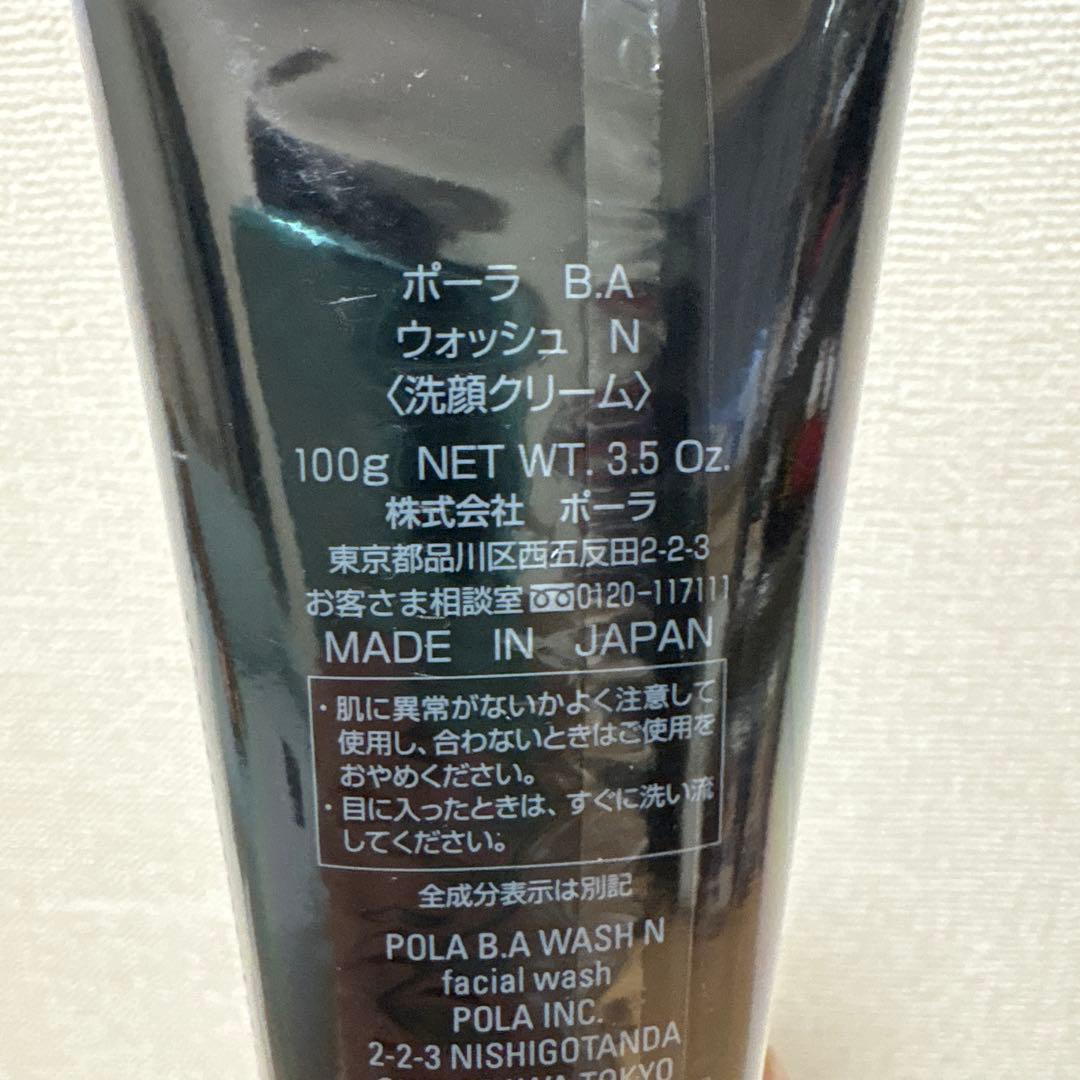 ポーラ B.A
ウォッシュ N
〈洗顔クリーム〉
100g NET WT. 3.5 Oz.
株式会社 ポーラ
東京都品川区西五反田2-2-3
お客さま相談室 0120-117111
MADE IN JAPAN
・肌に異常がないかよく注意して
使用し、合わないときはご使用を
おやめください。
・目に入ったときは、すぐに洗い流
してください。
全成分表示は別記
POLA B.A WASH N
facial wash
POLA INC.
2-2-3 NISHIGOTANDA
TOKYO